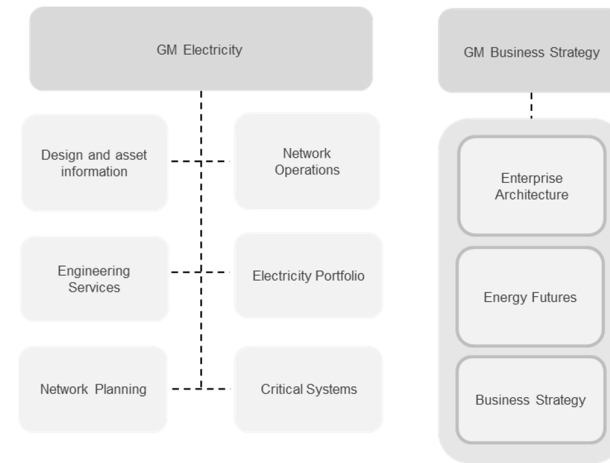 GM Electricity
Design and asset
information
Network
Operations
Engineering
Services
Electricity Portfolio
Network Planning
Critical Systems
GM Business Strategy
Enterprise
Architecture
Energy Futures
Business Strategy